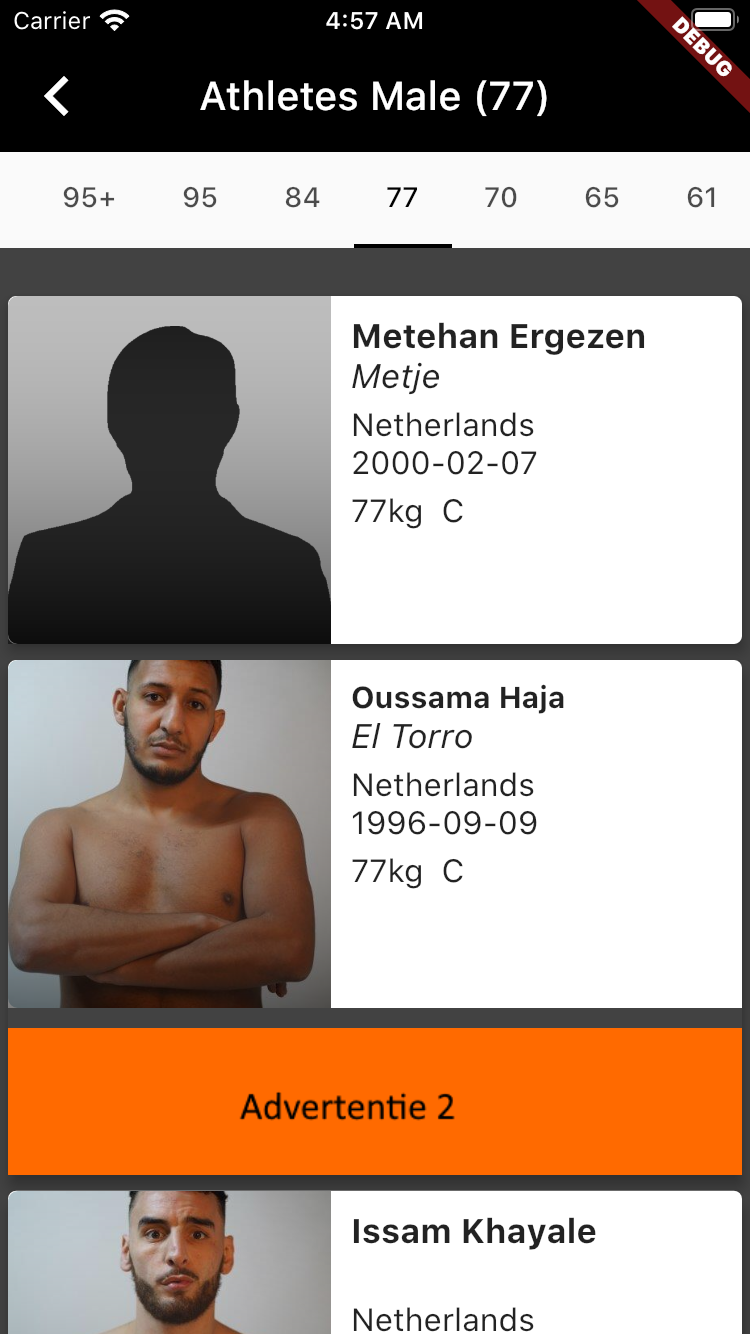 Carrier 4:57 AM
DEBUG
Athletes Male (77)
95+ 95 84 77 70 65 61
Metehan Ergezen
Metje
Netherlands
2000-02-07
77kg C
Oussama Haja
El Torro
Netherlands
1996-09-09
77kg C
Advertentie 2
Issam Khayale
Netherlands